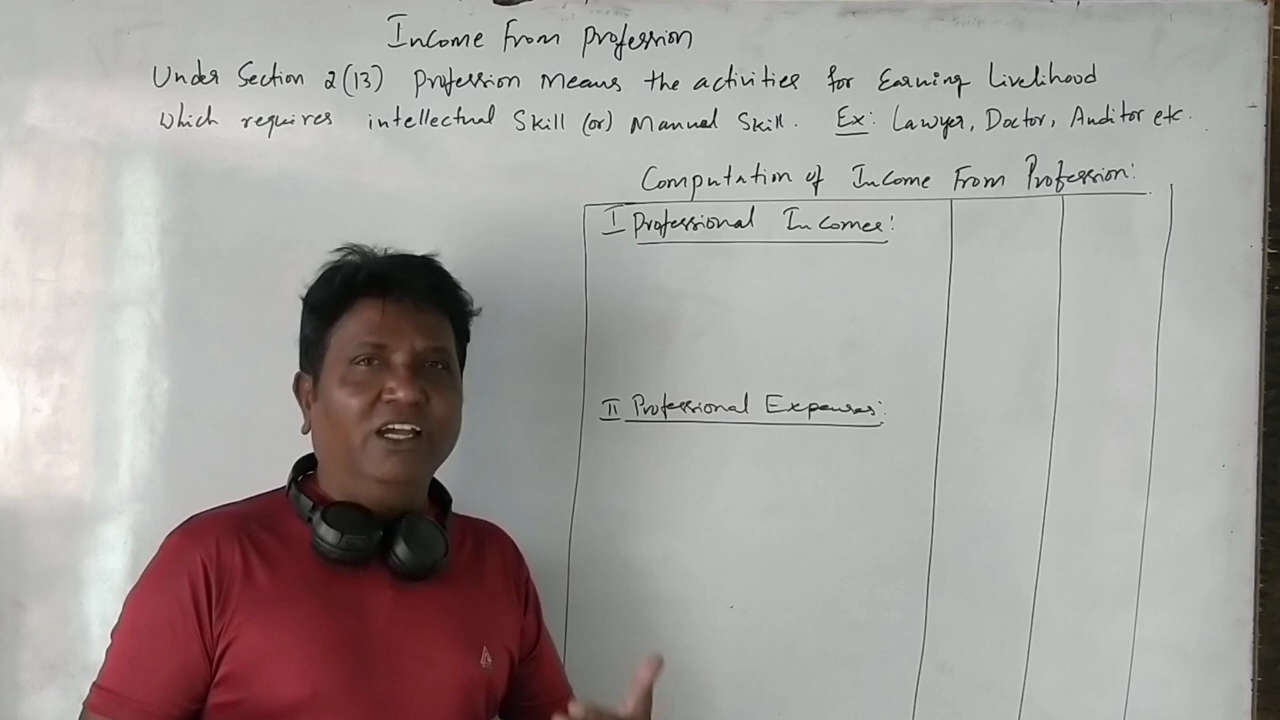 Income From Profession
Under Section 2(13) Profession Means the activities for Earning Livelihood
Which requires intellectual Skill (or) Manual Skill. Ex: Lawyer, Doctor, Auditor etc.
Computation of Income From Profession:
I Professional Incomes:
II Professional Expenses: